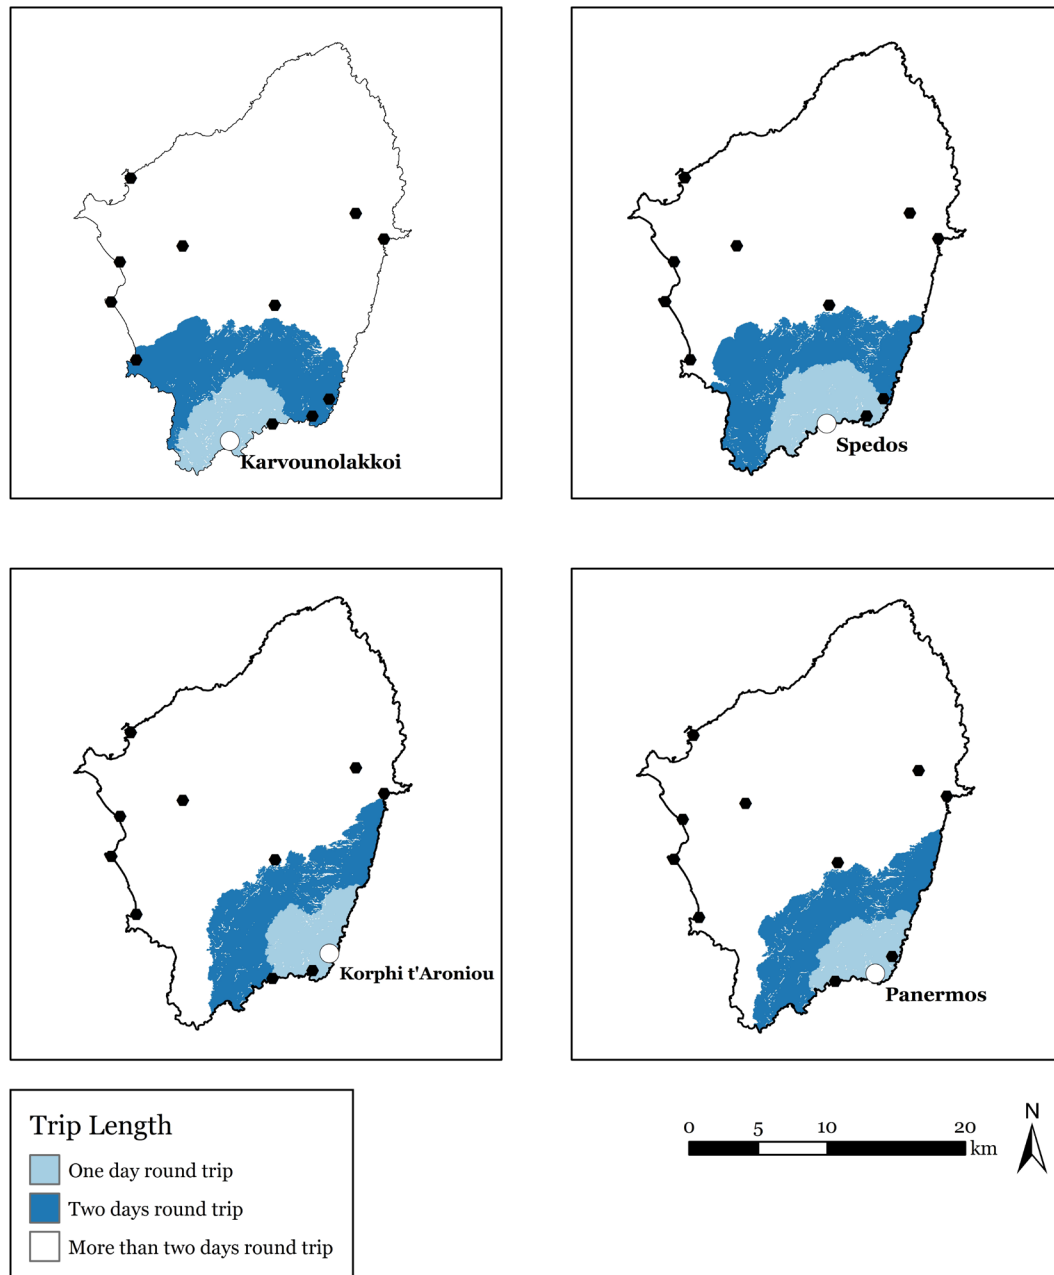 Karvounolakkoi
Spedos
Korphi t'Aroniou
Panermos
Trip Length
One day round trip
Two days round trip
More than two days round trip
0 5 10 20
km
N